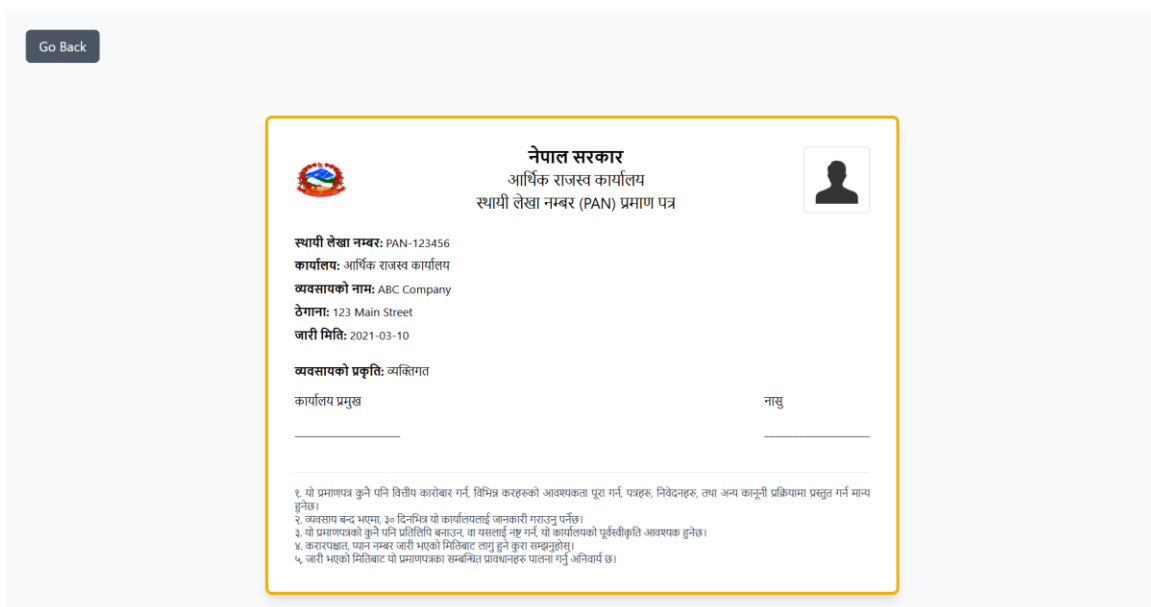 Go Back
नेपाल सरकार
आर्थिक राजस्व कार्यालय
स्थायी लेखा नम्बर (PAN) प्रमाण पत्र
स्थायी लेखा नम्बर: PAN-123456
कार्यालय: आर्थिक राजस्व कार्यालय
व्यवसायको नाम: ABC Company
ठेगाना: 123 Main Street
जारी मिति: 2021-03-10
व्यवसायको प्रकृति: व्यक्तिगत
कार्यालय प्रमुख
नासु
१. यो प्रमाणपत्र कुनै पनि वित्तीय कारोबार गर्न, विभिन्न करहरुको आवश्यकता पूरा गर्न, पत्रहरु, निवेदनहरु, तथा अन्य कानूनी प्रक्रियामा प्रस्तुत गर्न मान्य
हुनेछ।
२. व्यवसाय बन्द भएमा, ३० दिनभित्र यो कार्यालयलाई जानकारी गराउनु पर्नेछ।
३. यो प्रमाणपत्रको कुनै पनि प्रतिलिपि बनाउन, वा यसलाई नष्ट गर्न, यो कार्यालयको पूर्वस्वीकृति आवश्यक हुनेछ।
४. करारपश्चात, प्यान नम्बर जारी भएको मितिबाट लागु हुने कुरा सम्झनुहोस्।
५. जारी भएको मितिबाट यो प्रमाणपत्रका सम्बन्धित प्रावधानहरु पालना गर्नु अनिवार्य छ।